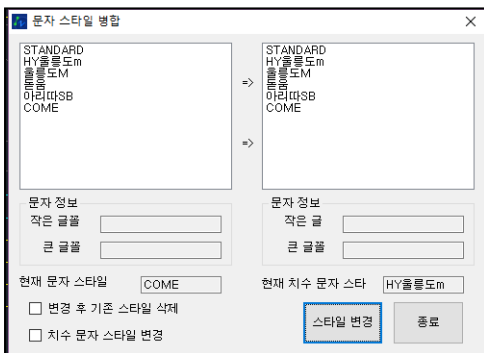 문자 스타일 병합
STANDARD
HY울릉도m
울릉도M
돋움
아리따SB
COME
=>
=>
STANDARD
HY울릉도m
울릉도M
돋움
아리따SB
COME
문자 정보
작은 글꼴
큰 글꼴
문자 정보
작은 글
큰 글꼴
현재 문자 스타일
COME
현재 치수 문자 스타
HY울릉도m
변경 후 기존 스타일 삭제
치수 문자 스타일 변경
스타일 변경
종료